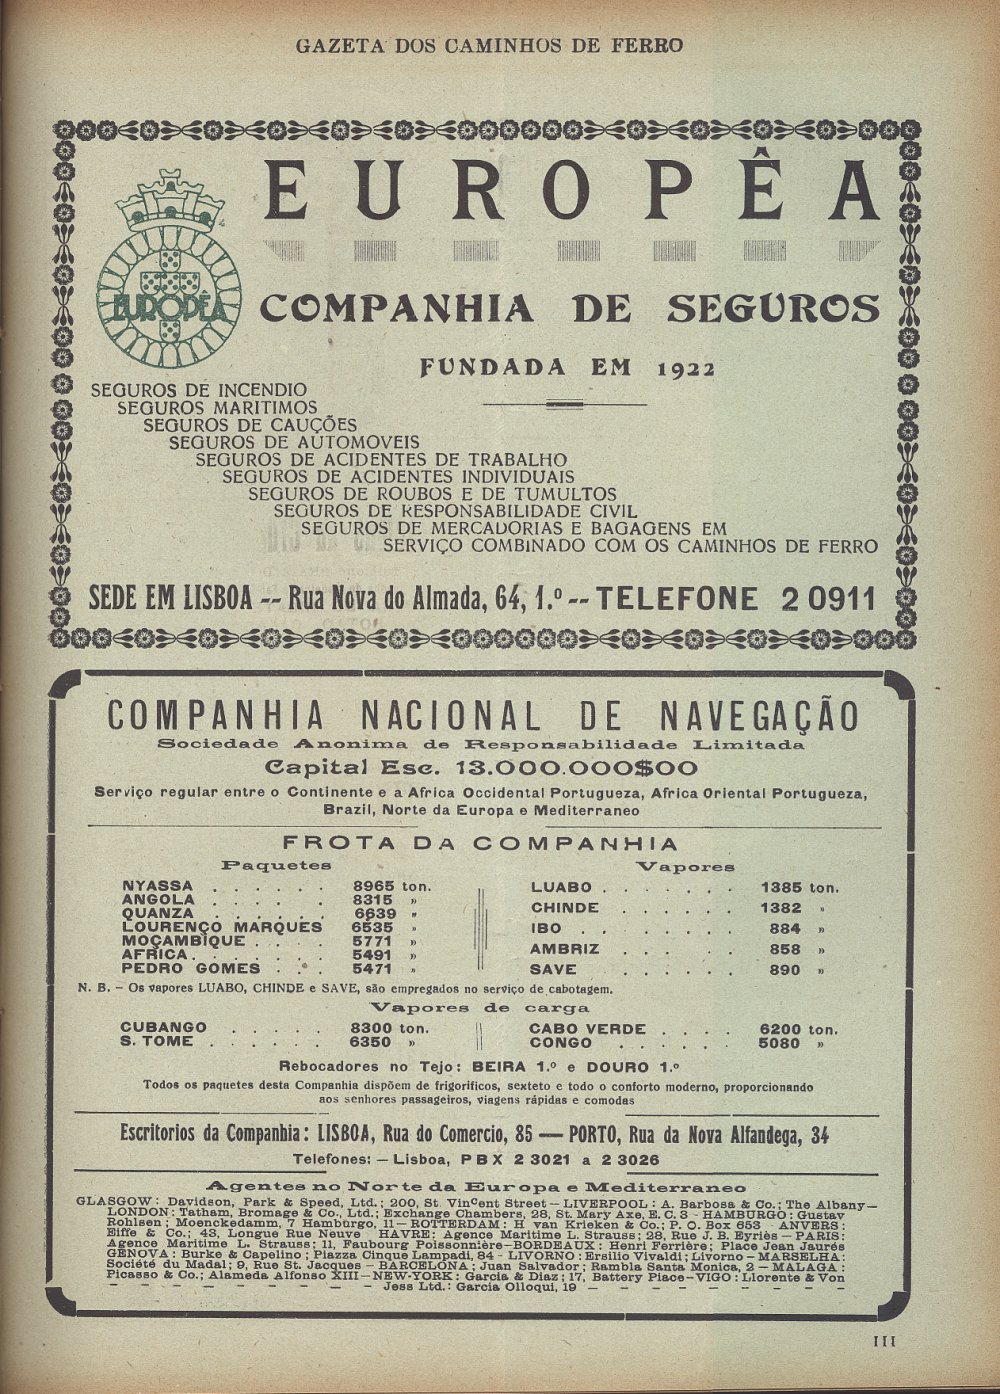 GAZETA DOS CAMINHOS DE FERRO
EUROPÊA
EUROPÊA
COMPANHIA DE SEGUROS
FUNDADA EM 1922
SEGUROS DE INCENDIO
SEGUROS MARITIMOS
SEGUROS DE CAUÇÕES
SEGUROS DE AUTOMOVEIS
SEGUROS DE ACIDENTES DE TRABALHO
SEGUROS DE ACIDENTES INDIVIDUAIS
SEGUROS DE ROUBOS E DE TUMULTOS
SEGUROS DE RESPONSABILIDADE CIVIL
SEGUROS DE MERCADORIAS E BAGAGENS EM
SERVIÇO COMBINADO COM OS CAMINHOS DE FERRO
SEDE EM LISBOA -- Rua Nova do Almada, 64, 1.º -- TELEFONE 2 0911
COMPANHIA NACIONAL DE NAVEGAÇÃO
Sociedade Anonima de Responsabilidade Limitada
Capital Esc. 13.000.000$00
Serviço regular entre o Continente e a Africa Occidental Portugueza, Africa Oriental Portugueza,
Brazil, Norte da Europa e Mediterraneo
FROTA DA COMPANHIA
Paquetes
NYASSA . . . . . . 8965 ton.
ANGOLA . . . . . 8315 »
QUANZA . . . . . . 6639 »
LOURENÇO MARQUES 6535 »
MOÇAMBIQUE . . . . 5771 »
AFRICA . . . . . . 5491 »
PEDRO GOMES . . . 5471 »
Vapores
LUABO . . . . . . . 1385 ton.
CHINDE . . . . . . 1382 »
IBO . . . . . . . 884 »
AMBRIZ . . . . . . 858 »
SAVE . . . . . . 890 »
N. B. – Os vapores LUABO, CHINDE e SAVE, são empregados no serviço de cabotagem.
Vapores de carga
CUBANGO . . . . . 8300 ton.
S. TOME . . . . . . 6350 »
CABO VERDE . . . . 6200 ton.
CONGO . . . . . . 5080 »
Rebocadores no Tejo: BEIRA 1.º e DOURO 1.º
Todos os paquetes desta Companhia dispõem de frigorificos, sexteto e todo o conforto moderno, proporcionando
aos senhores passageiros, viagens rápidas e comodas
Escritorios da Companhia: LISBOA, Rua do Comercio, 85 — PORTO, Rua da Nova Alfandega, 34
Telefones: – Lisboa, PBX 2 3021 a 2 3026
Agentes no Norte da Europa e Mediterraneo
GLASGOW: Davidson, Park & Speed, Ltd.; 200, St. Vincent Street – LIVERPOOL: A. Barbosa & Co.; The Albany–
LONDON: Tatham, Bromage & Co., Ltd.; Exchange Chambers, 28, St. Mary Axe, E. C. 3 - HAMBURGO: Gustav
Rohlsen; Moenckedamm, 7 Hamburgo, 11 – ROTTERDAM: H van Krieken & Co.; P. O. Box 653 - ANVERS:
Eiffe & Co.; 43, Longue Rue Neuve HAVRE: Agence Maritime L. Strauss; 28, Rue J. B. Eyriès – PARIS:
Agence Maritime L. Strauss; 11, Faubourg Poissonnière–BORDEAUX: Henri Ferrière; Place Jean Jaurés
GENOVA: Burke & Capelino; Piazza Cinque Lampadi, 84 - LIVORNO: Ersilio Vivaldi; Livorno – MARSELHA:
Société du Madal; 9, Rue St. Jacques – BARCELONA; Juan Salvador; Rambla Santa Monica, 2 – MALAGA:
Picasso & Co.; Alameda Alfonso XIII – NEW-YORK: Garcia & Diaz; 17, Battery Place–VIGO: Llorente & Von
Jess Ltd.: Garcia Olloqui, 19
III